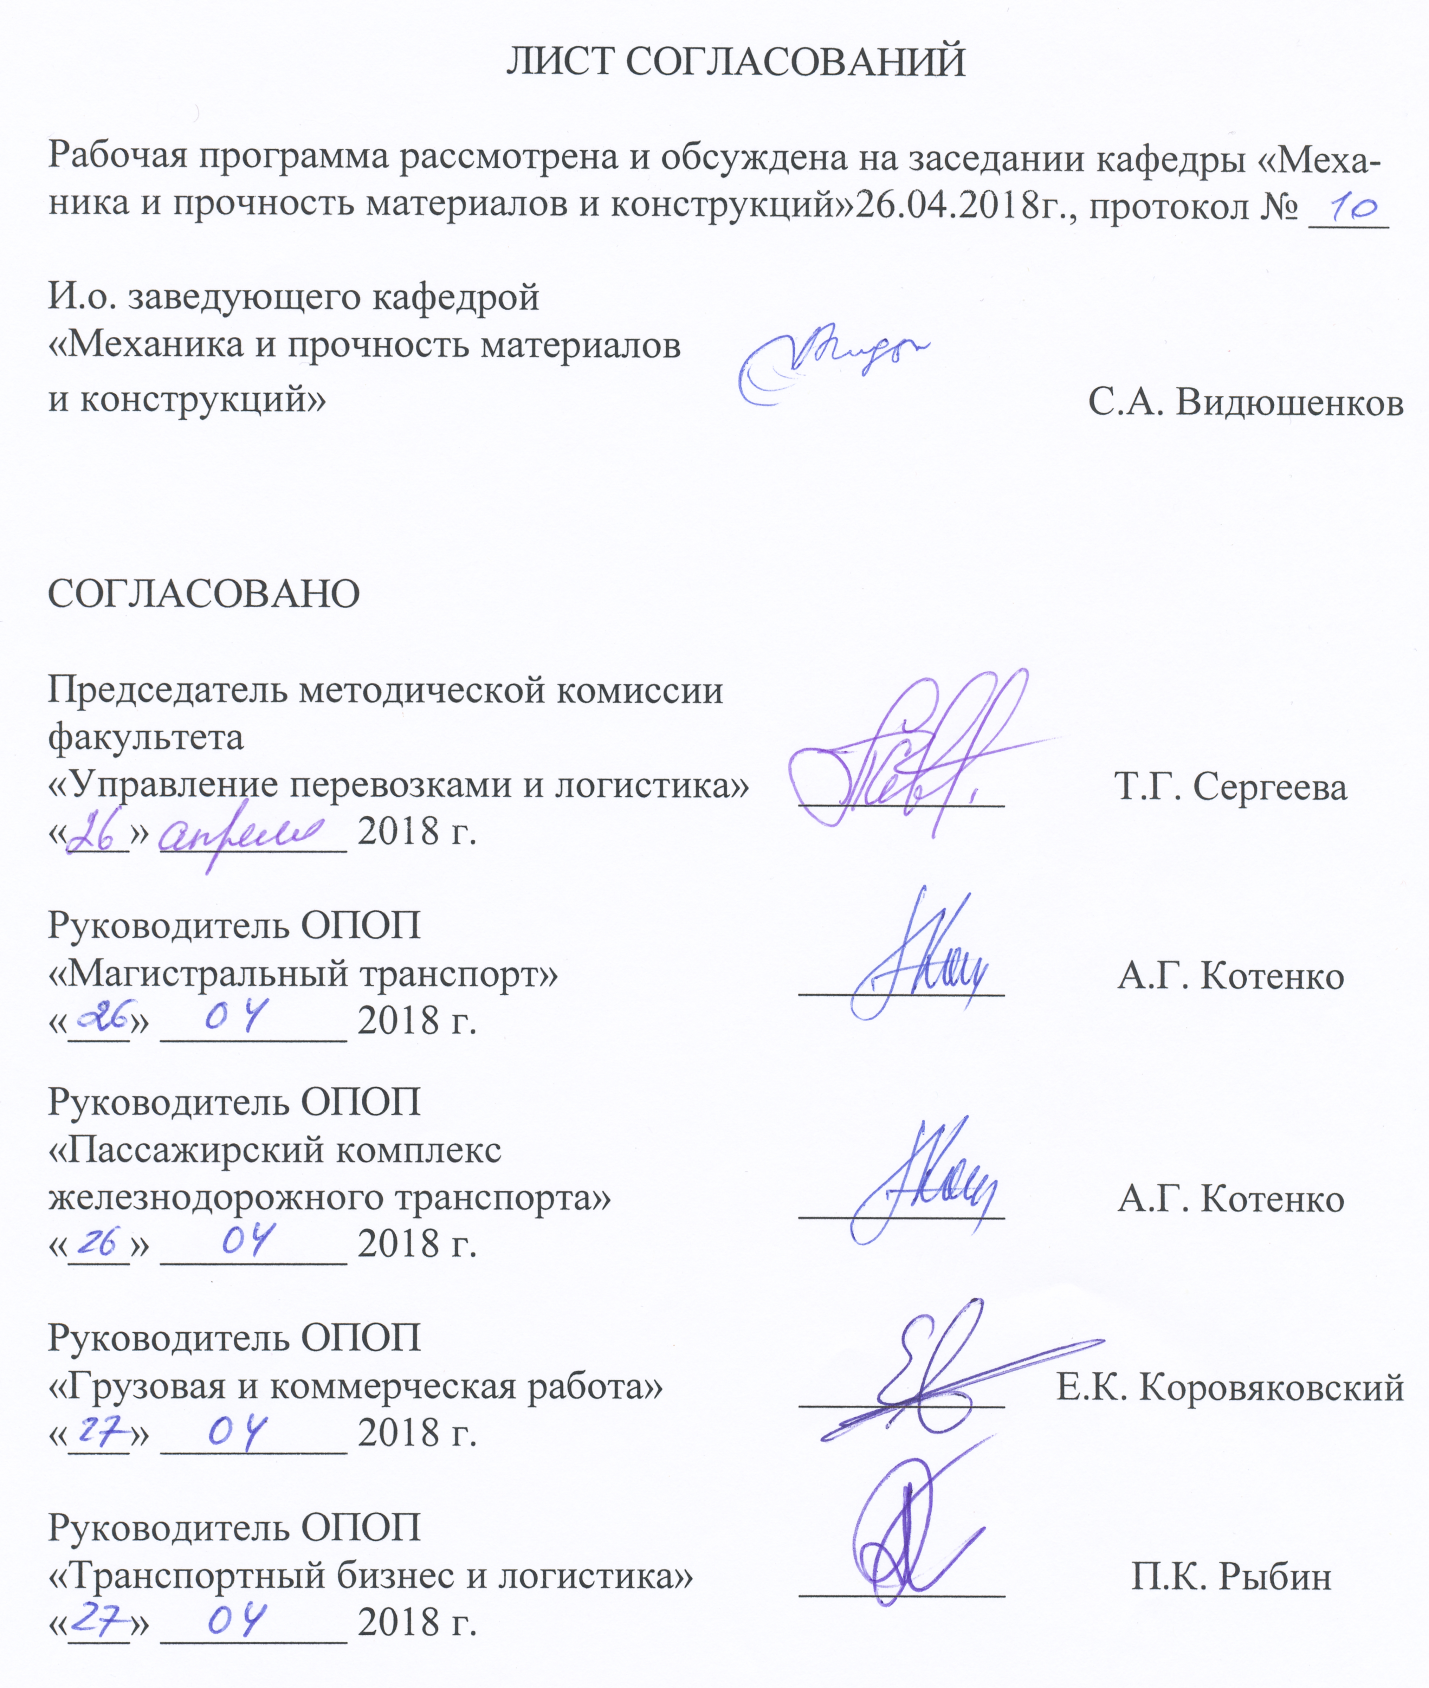 ЛИСТ СОГЛАСОВАНИЙ
Рабочая программа рассмотрена и обсуждена на заседании кафедры «Меха-
ника и прочность материалов и конструкций»26.04.2018г., протокол № 10
И.о. заведующего кафедрой
«Механика и прочность материалов
и конструкций» С.А. Видюшенков
СОГЛАСОВАНО
Председатель методической комиссии
факультета
«Управление перевозками и логистика» Т.Г. Сергеева
«26» апреля 2018 г.
Руководитель ОПОП
«Магистральный транспорт» А.Г. Котенко
«26» 04 2018 г.
Руководитель ОПОП
«Пассажирский комплекс
железнодорожного транспорта» А.Г. Котенко
«26» 04 2018 г.
Руководитель ОПОП
«Грузовая и коммерческая работа» Е.К. Коровяковский
«27» 04 2018 г.
Руководитель ОПОП
«Транспортный бизнес и логистика» П.К. Рыбин
«27» 04 2018 г.